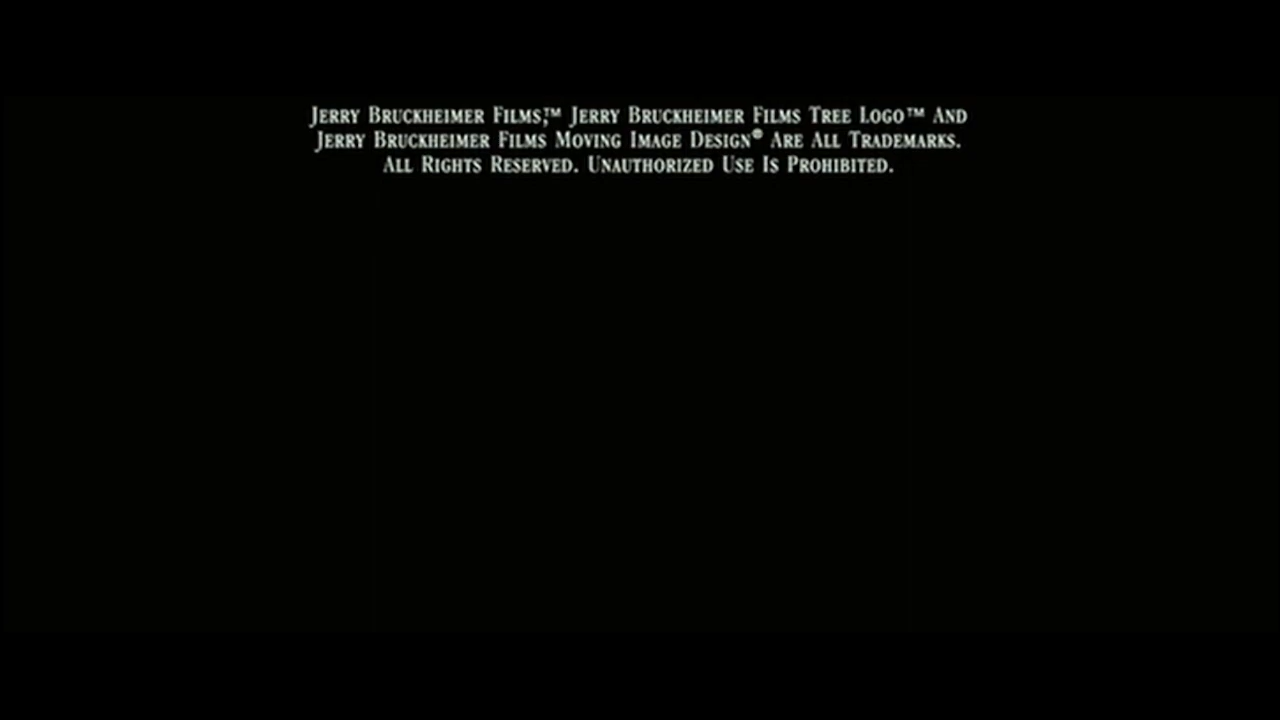 Jerry Bruckheimer Films,™ Jerry Bruckheimer Films Tree Logo™ And
Jerry Bruckheimer Films Moving Image Design® Are All Trademarks.
All Rights Reserved. Unauthorized Use Is Prohibited.